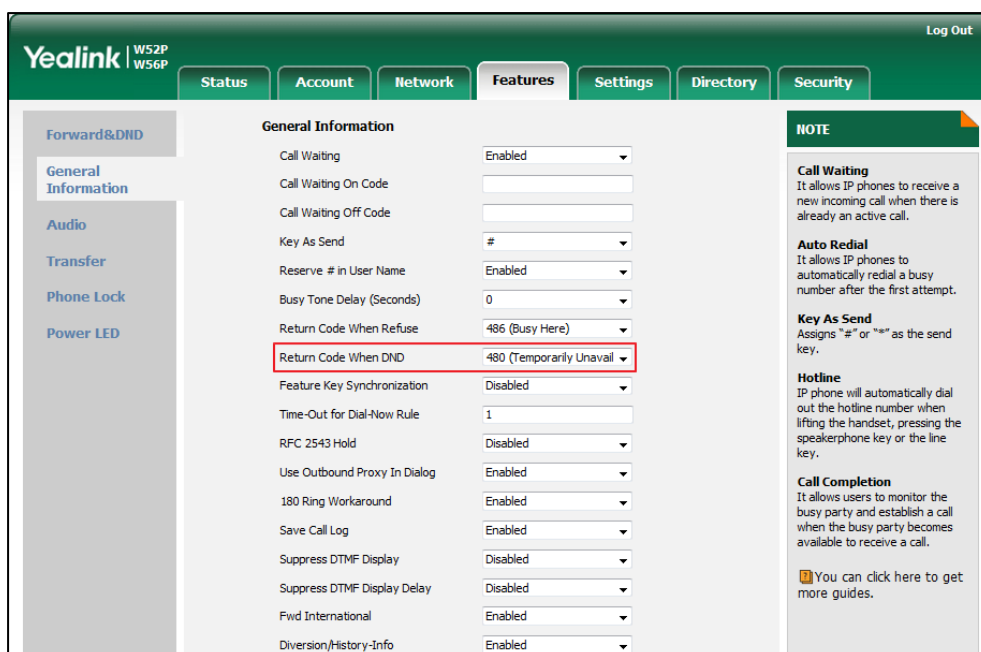 Log Out
Yealink | W52P
W56P
Status Account Network Features Settings Directory Security
Forward&DND
General
Information
Audio
Transfer
Phone Lock
Power LED
General Information
Call Waiting Enabled
Call Waiting On Code
Call Waiting Off Code
Key As Send #
Reserve # in User Name Enabled
Busy Tone Delay (Seconds) 0
Return Code When Refuse 486 (Busy Here)
Return Code When DND 480 (Temporarily Unavail
Feature Key Synchronization Disabled
Time-Out for Dial-Now Rule 1
RFC 2543 Hold Disabled
Use Outbound Proxy In Dialog Enabled
180 Ring Workaround Enabled
Save Call Log Enabled
Suppress DTMF Display Disabled
Suppress DTMF Display Delay Disabled
Fwd International Enabled
Diversion/History-Info Enabled
NOTE
Call Waiting
It allows IP phones to receive a
new incoming call when there is
already an active call.
Auto Redial
It allows IP phones to
automatically redial a busy
number after the first attempt.
Key As Send
Assigns "#" or "*" as the send
key.
Hotline
IP phone will automatically dial
out the hotline number when
lifting the handset, pressing the
speakerphone key or the line
key.
Call Completion
It allows users to monitor the
busy party and establish a call
when the busy party becomes
available to receive a call.
You can click here to get
more guides.